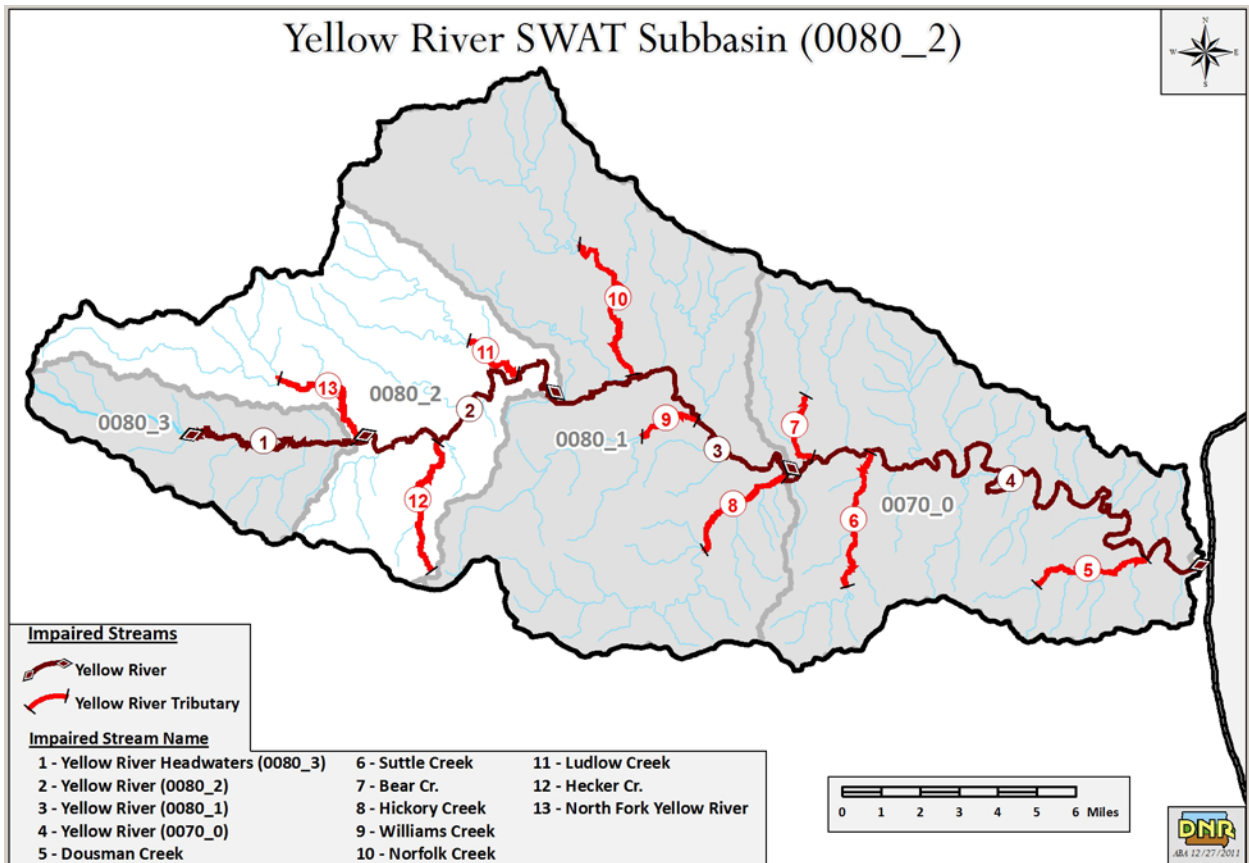 Yellow River SWAT Subbasin (0080_2)
N
W
E
S
10
11
13
0080_2
2
0080_3
1
9
0080_1
7
3
12
8
4
6
0070_0
5
Impaired Streams
Yellow River
Yellow River Tributary
Impaired Stream Name
1 - Yellow River Headwaters (0080_3)
2 - Yellow River (0080_2)
3 - Yellow River (0080_1)
4 - Yellow River (0070_0)
5 - Dousman Creek
6 - Suttle Creek
7 - Bear Cr.
8 - Hickory Creek
9 - Williams Creek
10 - Norfolk Creek
11 - Ludlow Creek
12 - Hecker Cr.
13 - North Fork Yellow River
0 1 2 3 4 5 6 Miles
DNR
ABA 12/27/2011